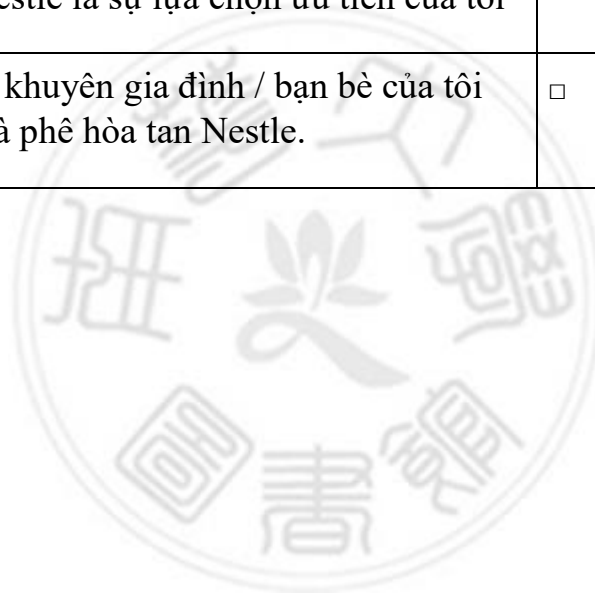 estle là sự lựa chọn ưu tiên của tôi
khuyên gia đình / bạn bè của tôi □
à phê hòa tan Nestle.
書